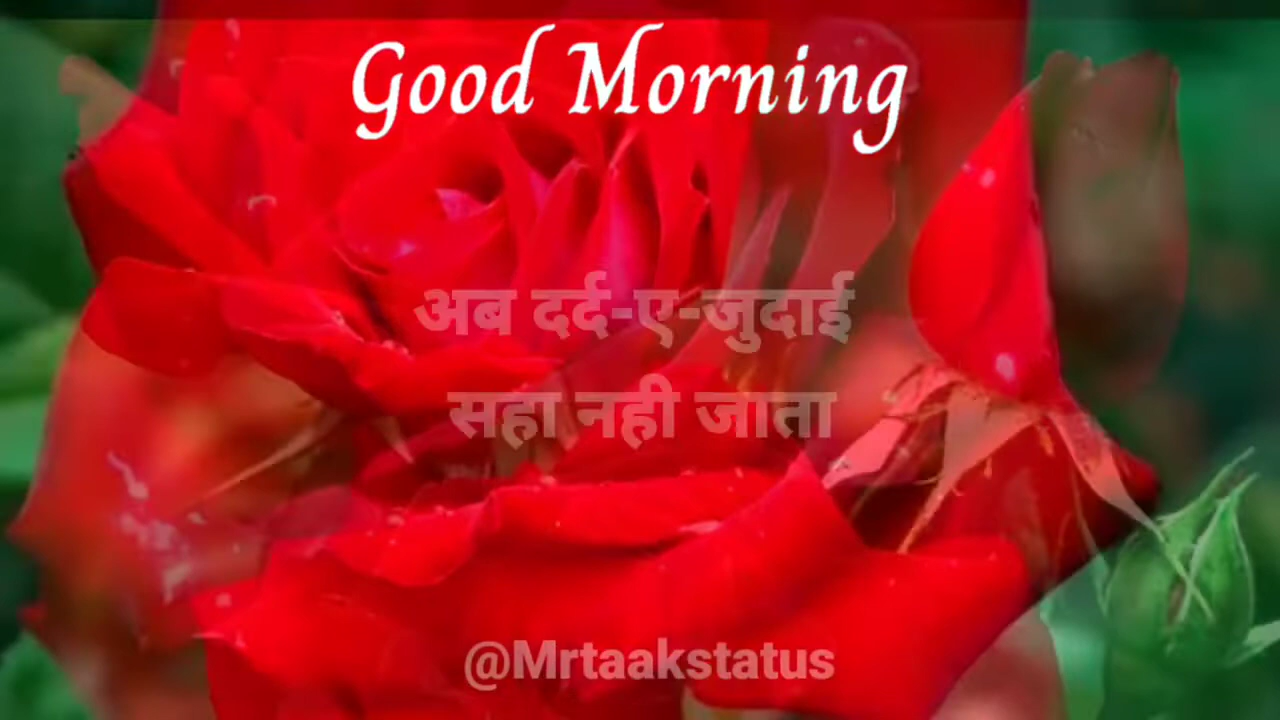 Good Morning
अब दर्द-ए-जुदाई
सहा नही जाता
@Mrtaakstatus